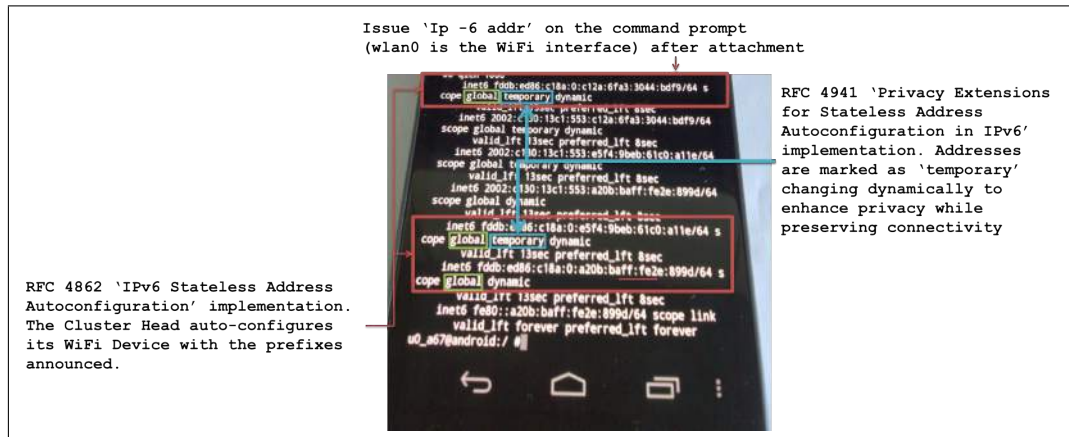 Issue ‘Ip -6 addr’ on the command prompt
(wlan0 is the WiFi interface) after attachment
inet6 fddb:ed86:c18a:0:c12a:6fa3:3044:bdf9/64 s
cope global temporary dynamic
valid_lft 13sec preferred_lft 8sec
inet6 2002:c130:13c1:553:c12a:6fa3:3044:bdf9/64
scope global temporary dynamic
valid_lft 13sec preferred_lft 8sec
inet6 2002:c130:13c1:553:e5f4:9beb:61c0:a11e/64
scope global temporary dynamic
valid_lft 13sec preferred_lft 8sec
inet6 2002:c130:13c1:553:a20b:baff:fe2e:899d/64
scope global dynamic
valid_lft 13sec preferred_lft 8sec
inet6 fddb:ed86:c18a:0:e5f4:9beb:61c0:a11e/64 s
cope global temporary dynamic
valid_lft 13sec preferred_lft 8sec
inet6 fddb:ed86:c18a:0:a20b:baff:fe2e:899d/64 s
cope global dynamic
valid_lft 13sec preferred_lft 8sec
inet6 fe80::a20b:baff:fe2e:899d/64 scope link
valid_lft forever preferred_lft forever
u0_a67@android:/ #
RFC 4941 ‘Privacy Extensions
for Stateless Address
Autoconfiguration in IPv6’
implementation. Addresses
are marked as ‘temporary’
changing dynamically to
enhance privacy while
preserving connectivity
RFC 4862 ‘IPv6 Stateless Address
Autoconfiguration’ implementation.
The Cluster Head auto-configures
its WiFi Device with the prefixes
announced.